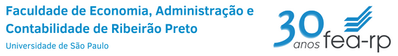 Faculdade de Economia, Administração e
Contabilidade de Ribeirão Preto
Universidade de São Paulo
30
anos
fea-rp